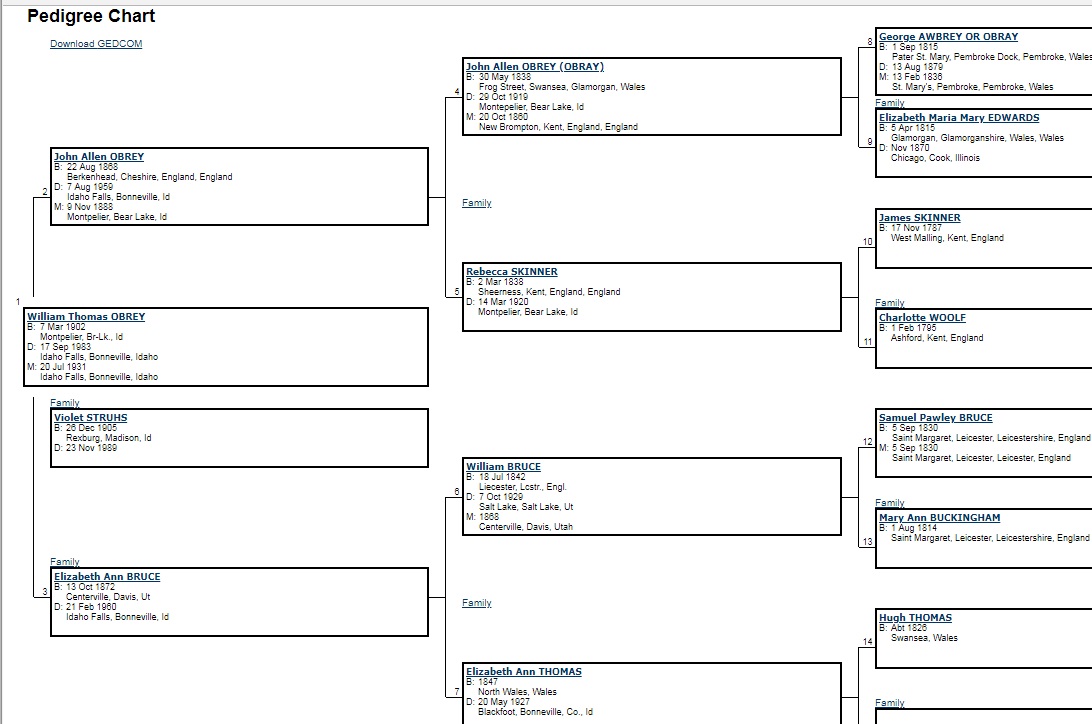 Pedigree Chart
Download GEDCOM
1
William Thomas OBREY
B: 7 Mar 1902
Montpelier, Br-Lk., Id
D: 17 Sep 1983
Idaho Falls, Bonneville, Idaho
M: 20 Jul 1931
Idaho Falls, Bonneville, Idaho
Family
Violet STRUHS
B: 26 Dec 1905
Rexburg, Madison, Id
D: 23 Nov 1989
2
John Allen OBREY
B: 22 Aug 1868
Berkenhead, Cheshire, England, England
D: 7 Aug 1959
Idaho Falls, Bonneville, Id
M: 9 Nov 1888
Montpelier, Bear Lake, Id
Family
3
Elizabeth Ann BRUCE
B: 13 Oct 1872
Centerville, Davis, Ut
D: 21 Feb 1960
Idaho Falls, Bonneville, Id
4
John Allen OBREY (OBRAY)
B: 30 May 1838
Frog Street, Swansea, Glamorgan, Wales
D: 29 Oct 1919
Montepelier, Bear Lake, Id
M: 20 Oct 1860
New Brompton, Kent, England, England
Family
5
Rebecca SKINNER
B: 2 Mar 1838
Sheerness, Kent, England, England
D: 14 Mar 1920
Montpelier, Bear Lake, Id
6
William BRUCE
B: 18 Jul 1842
Liecester, Lcstr., Engl.
D: 7 Oct 1929
Salt Lake, Salt Lake, Ut
M: 1868
Centerville, Davis, Utah
Family
7
Elizabeth Ann THOMAS
B: 1847
North Wales, Wales
D: 20 May 1927
Blackfoot, Bonneville, Co., Id
8
George AWBREY OR OBRAY
B: 1 Sep 1815
Pater St. Mary, Pembroke Dock, Pembroke, Wales
D: 13 Aug 1879
M: 13 Feb 1836
St. Mary's, Pembroke, Pembroke, Wales
Family
9
Elizabeth Maria Mary EDWARDS
B: 5 Apr 1815
Glamorgan, Glamorganshire, Wales, Wales
D: Nov 1870
Chicago, Cook, Illinois
10
James SKINNER
B: 17 Nov 1787
West Malling, Kent, England
Family
11
Charlotte WOOLF
B: 1 Feb 1795
Ashford, Kent, England
12
Samuel Pawley BRUCE
B: 5 Sep 1830
Saint Margaret, Leicester, Leicestershire, England
M: 5 Sep 1830
Saint Margaret, Leicester, Leicester, England
Family
13
Mary Ann BUCKINGHAM
B: 1 Aug 1814
Saint Margaret, Leicester, Leicestershire, England
14
Hugh THOMAS
B: Abt 1826
Swansea, Wales
Family